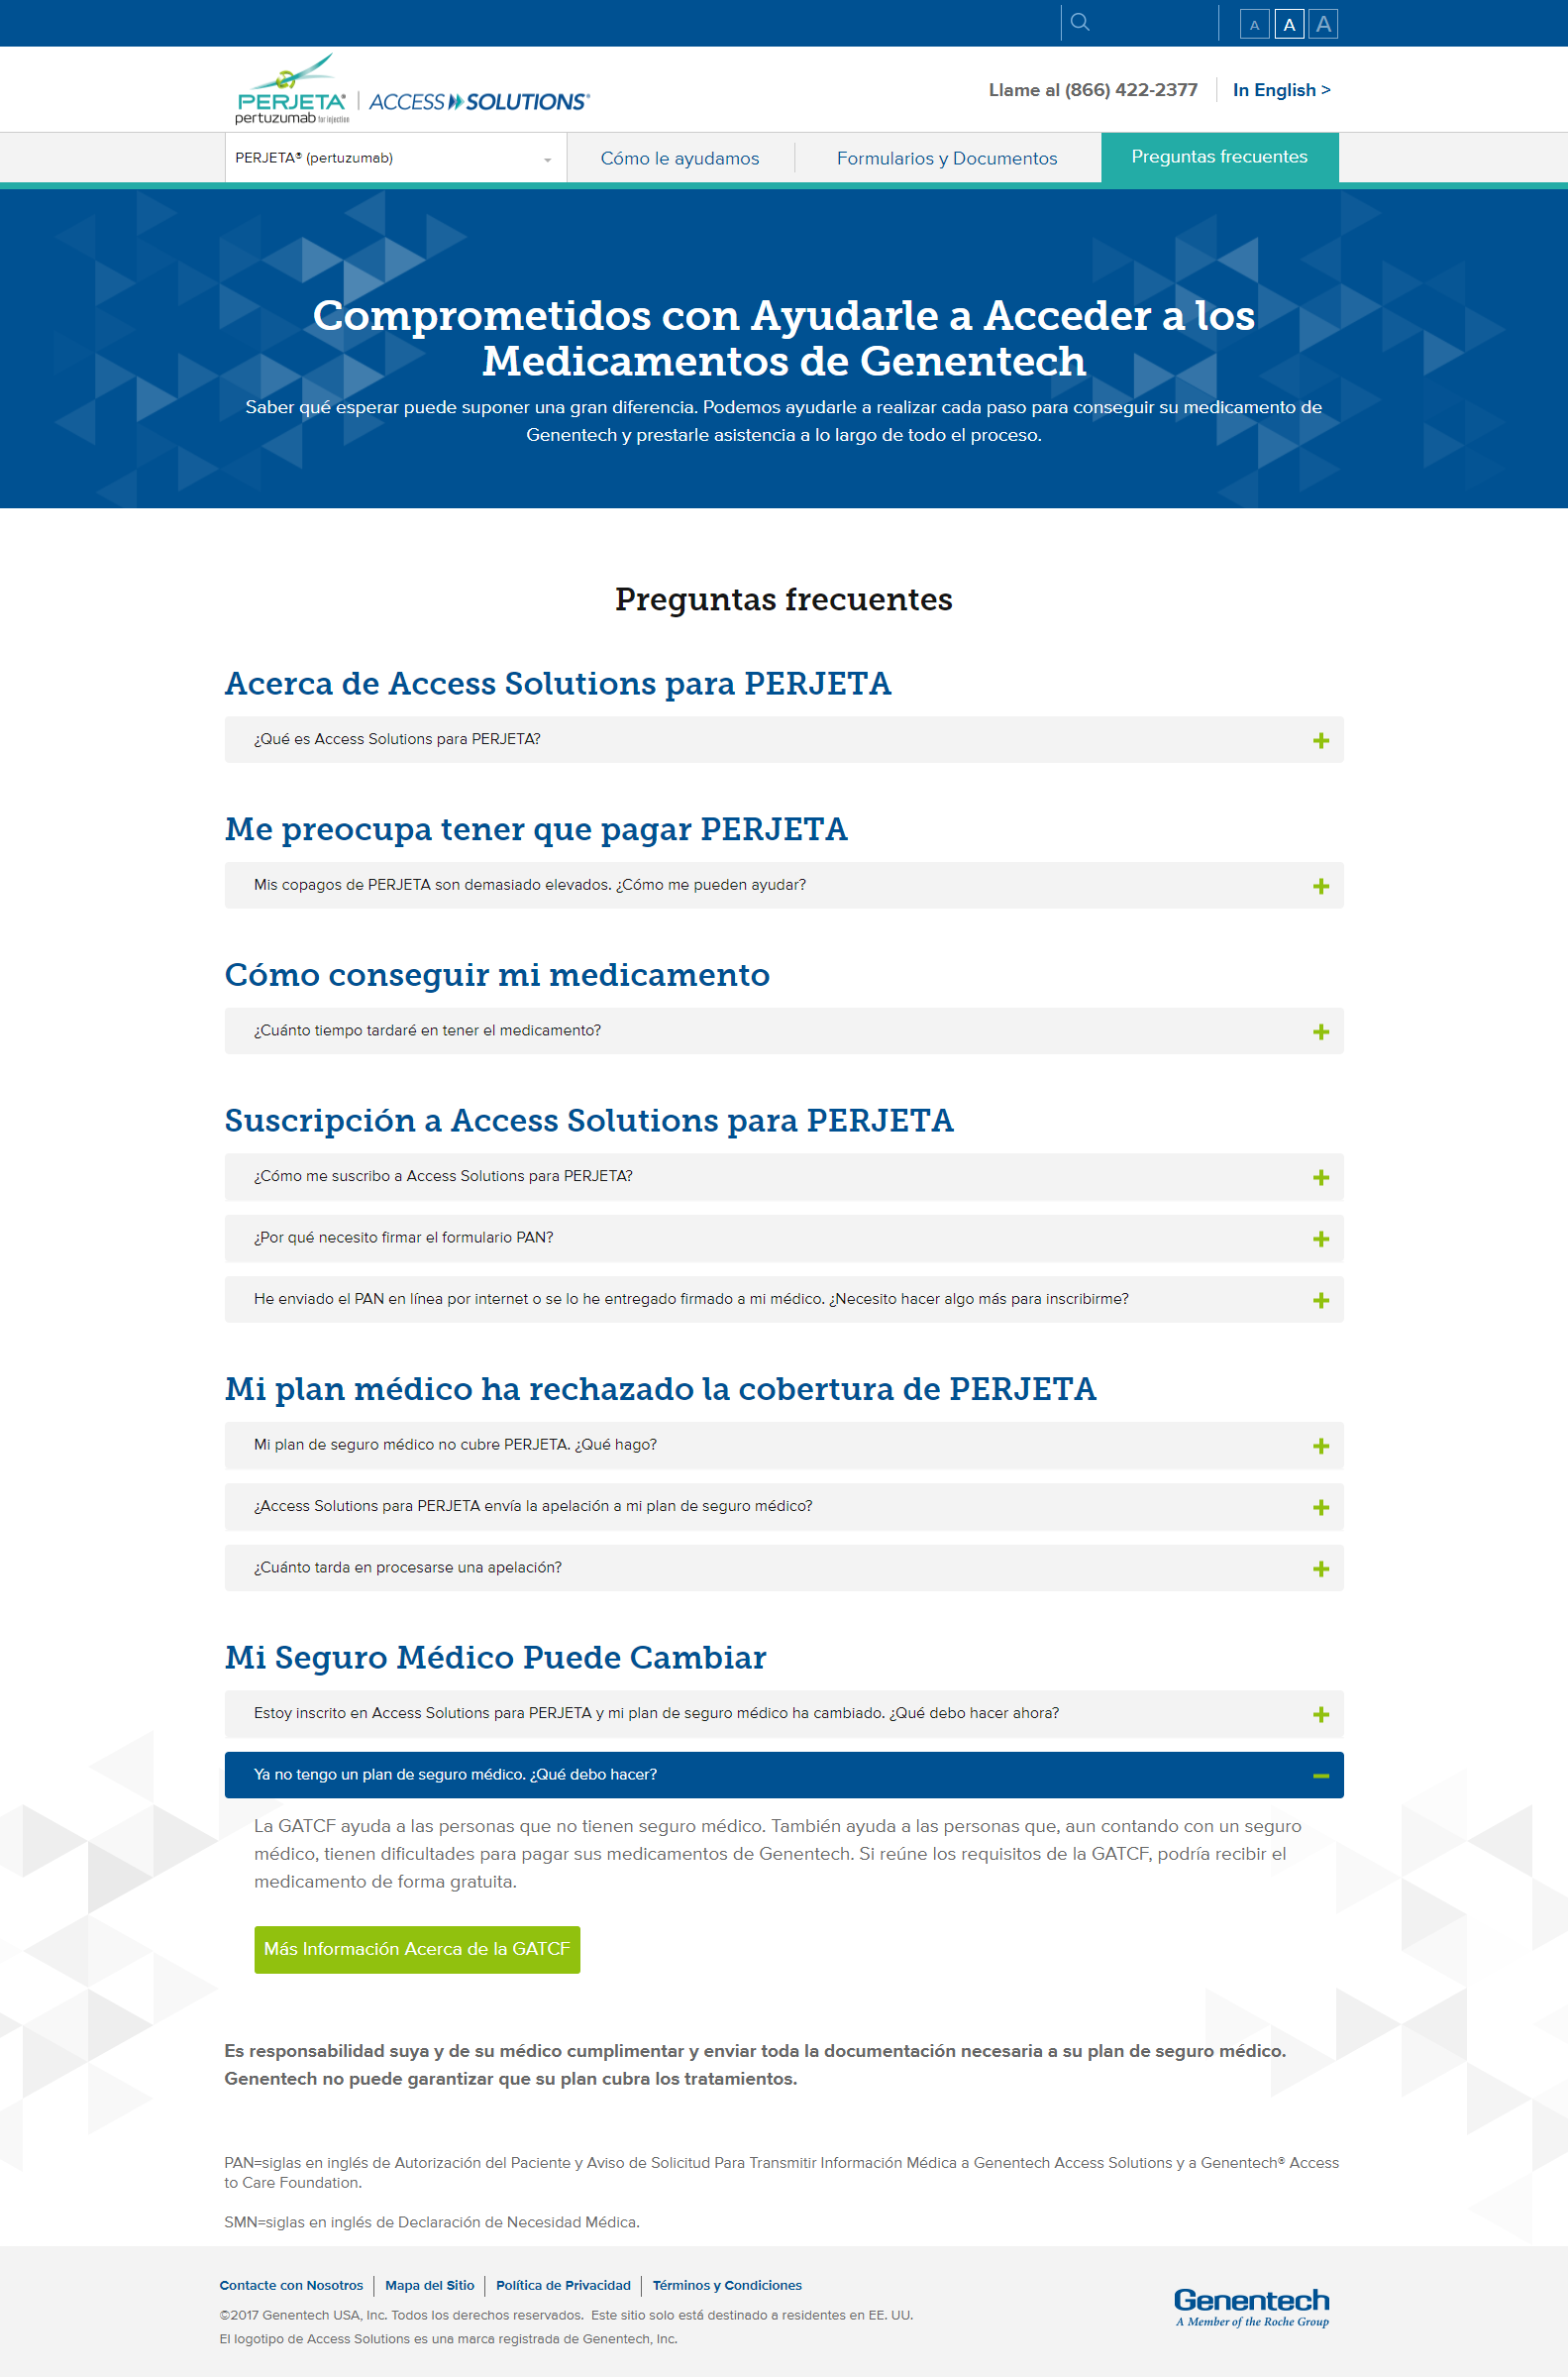 A A A
PERJETA®
pertuzumab for injection
ACCESS SOLUTIONS®
Llame al (866) 422-2377
In English >
PERJETA® (pertuzumab)
Cómo le ayudamos
Formularios y Documentos
Preguntas frecuentes
Comprometidos con Ayudarle a Acceder a los
Medicamentos de Genentech
Saber qué esperar puede suponer una gran diferencia. Podemos ayudarle a realizar cada paso para conseguir su medicamento de
Genentech y prestarle asistencia a lo largo de todo el proceso.
Preguntas frecuentes
Acerca de Access Solutions para PERJETA
¿Qué es Access Solutions para PERJETA?
Me preocupa tener que pagar PERJETA
Mis copagos de PERJETA son demasiado elevados. ¿Cómo me pueden ayudar?
Cómo conseguir mi medicamento
¿Cuánto tiempo tardaré en tener el medicamento?
Suscripción a Access Solutions para PERJETA
¿Cómo me suscribo a Access Solutions para PERJETA?
¿Por qué necesito firmar el formulario PAN?
He enviado el PAN en línea por internet o se lo he entregado firmado a mi médico. ¿Necesito hacer algo más para inscribirme?
Mi plan médico ha rechazado la cobertura de PERJETA
Mi plan de seguro médico no cubre PERJETA. ¿Qué hago?
¿Access Solutions para PERJETA envía la apelación a mi plan de seguro médico?
¿Cuánto tarda en procesarse una apelación?
Mi Seguro Médico Puede Cambiar
Estoy inscrito en Access Solutions para PERJETA y mi plan de seguro médico ha cambiado. ¿Qué debo hacer ahora?
Ya no tengo un plan de seguro médico. ¿Qué debo hacer?
La GATCF ayuda a las personas que no tienen seguro médico. También ayuda a las personas que, aun contando con un seguro
médico, tienen dificultades para pagar sus medicamentos de Genentech. Si reúne los requisitos de la GATCF, podría recibir el
medicamento de forma gratuita.
Más Información Acerca de la GATCF
Es responsabilidad suya y de su médico cumplimentar y enviar toda la documentación necesaria a su plan de seguro médico.
Genentech no puede garantizar que su plan cubra los tratamientos.
PAN=siglas en inglés de Autorización del Paciente y Aviso de Solicitud Para Transmitir Información Médica a Genentech Access Solutions y a Genentech® Access
to Care Foundation.
SMN=siglas en inglés de Declaración de Necesidad Médica.
Contacte con Nosotros
Mapa del Sitio
Política de Privacidad
Términos y Condiciones
©2017 Genentech USA, Inc. Todos los derechos reservados. Este sitio solo está destinado a residentes en EE. UU.
El logotipo de Access Solutions es una marca registrada de Genentech, Inc.
Genentech
A Member of the Roche Group